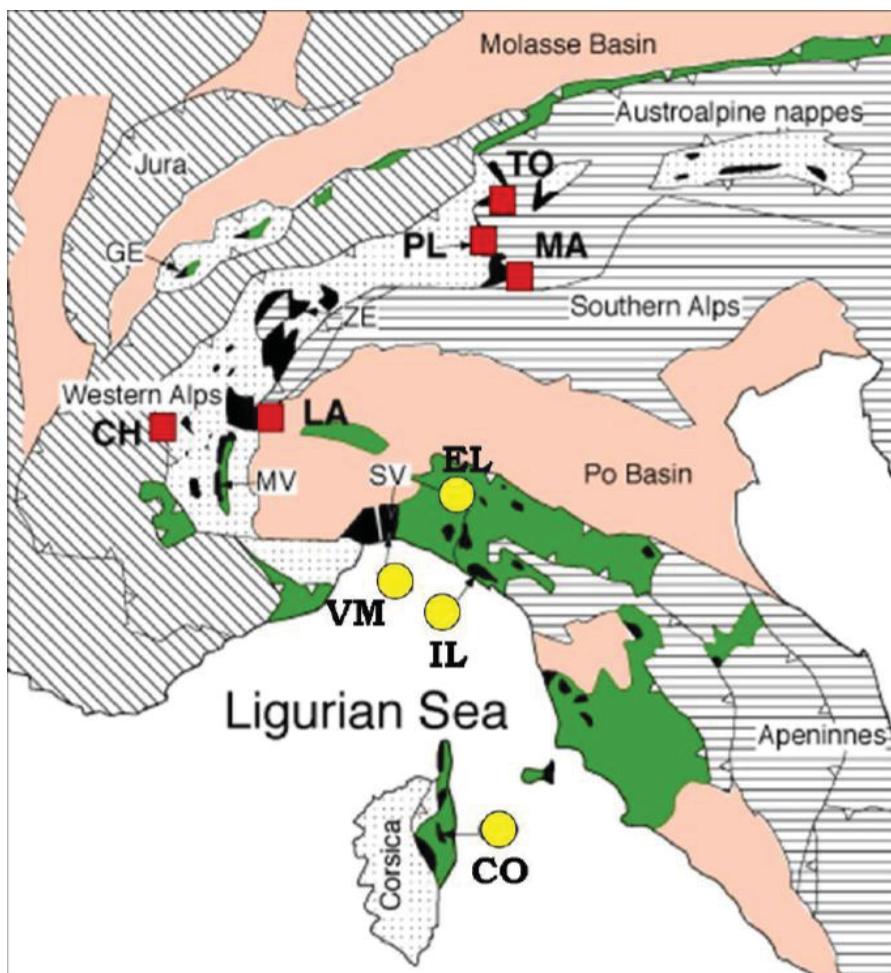 Molasse Basin
Austroalpine nappes
Jura
TO
GE
PL
MA
Southern Alps
ZE
Western Alps
CH
LA
MV
SV
EL
Po Basin
VM
IL
Ligurian Sea
Apeninnes
Corsica
CO